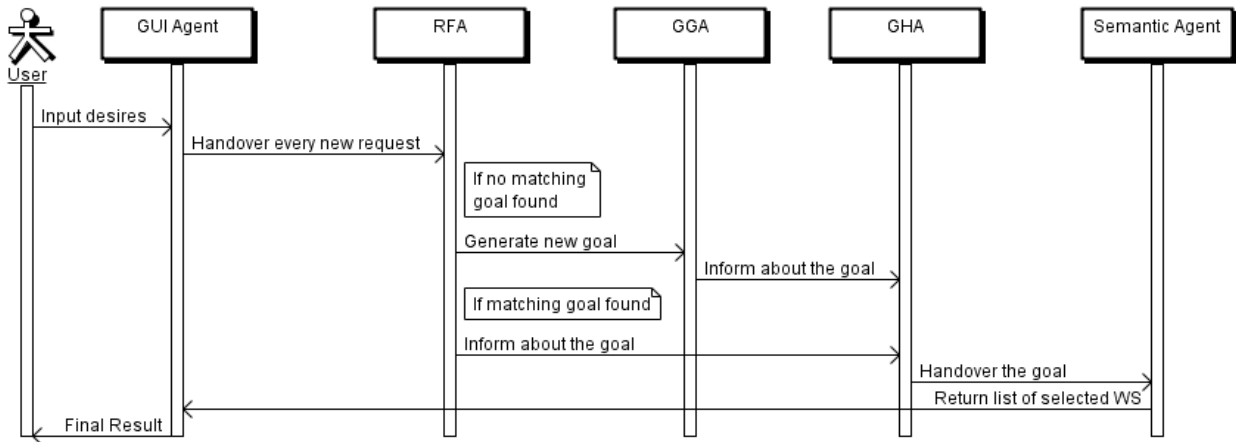 GUI Agent
RFA
GGA
GHA
Semantic Agent
User
Input desires
Handover every new request
If no matching
goal found
Generate new goal
Inform about the goal
If matching goal found
Inform about the goal
Handover the goal
Return list of selected WS
Final Result